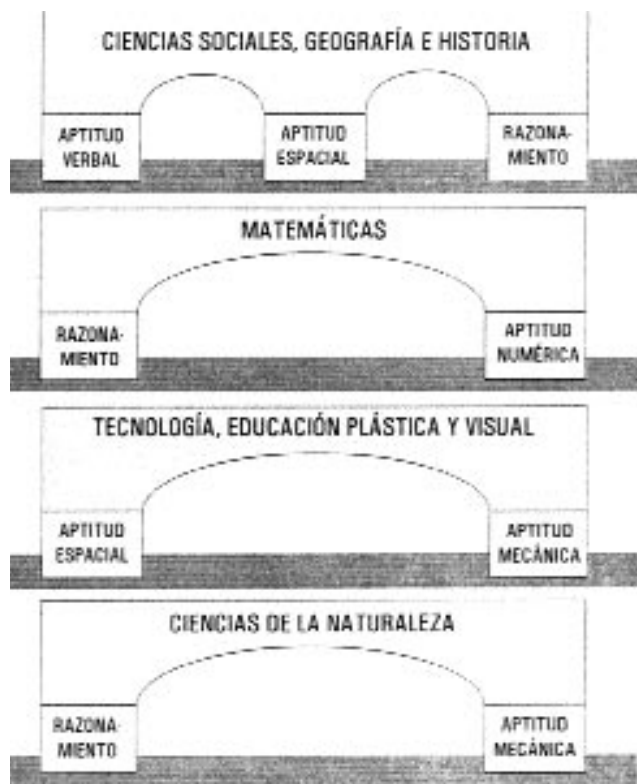 CIENCIAS SOCIALES, GEOGRAFÍA E HISTORIA
APTITUD
VERBAL
APTITUD
ESPACIAL
RAZONA-
MIENTO
MATEMÁTICAS
RAZONA-
MIENTO
APTITUD
NUMÉRICA
TECNOLOGÍA, EDUCACIÓN PLÁSTICA Y VISUAL
APTITUD
ESPACIAL
APTITUD
MECÁNICA
CIENCIAS DE LA NATURALEZA
RAZONA-
MIENTO
APTITUD
MECÁNICA